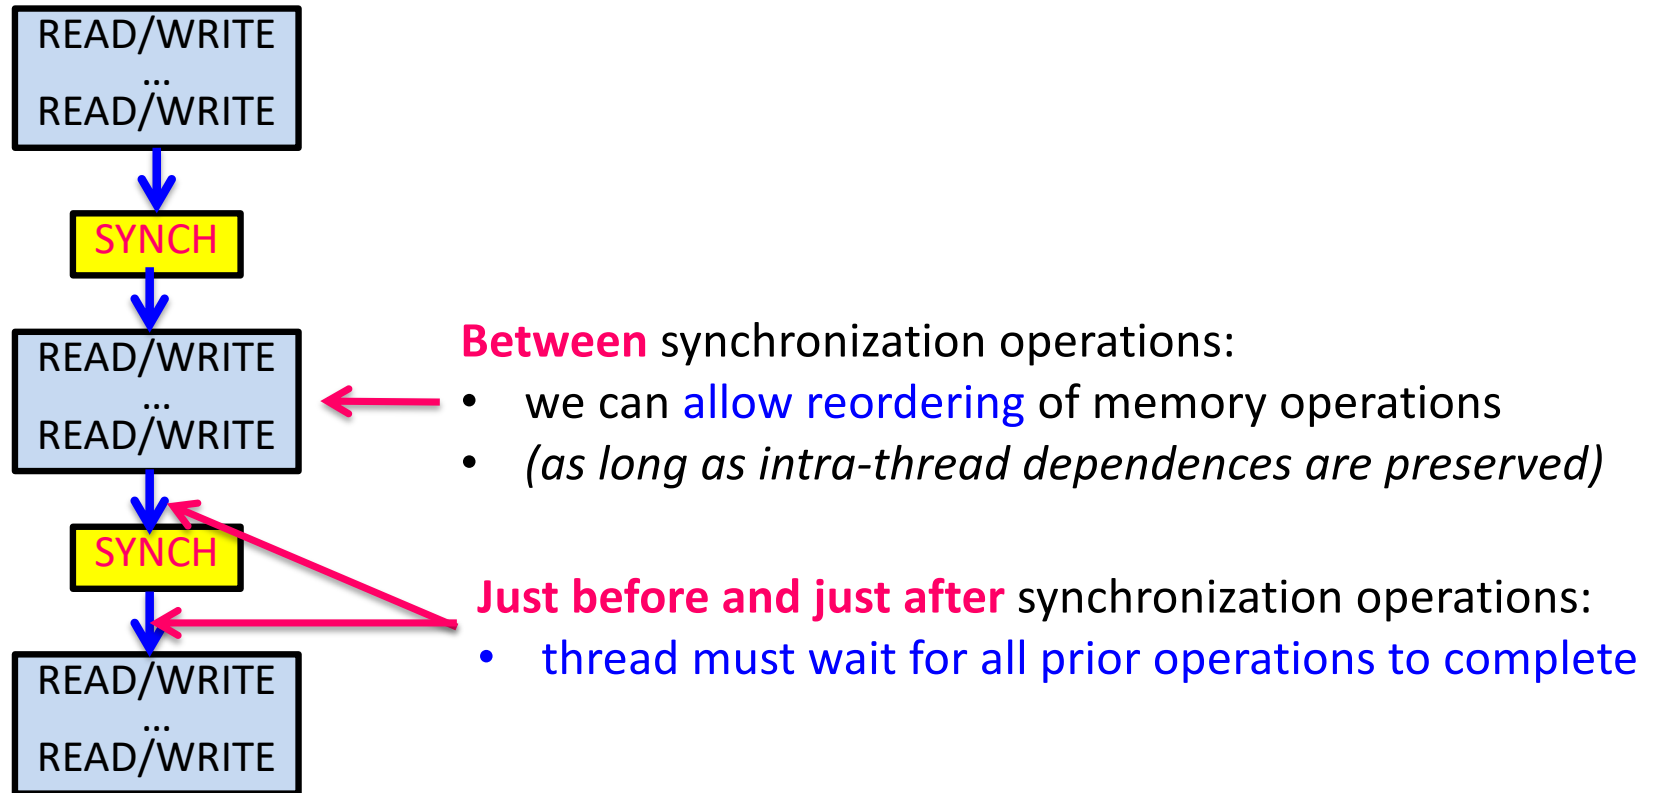 READ/WRITE
...
READ/WRITE
SYNCH
READ/WRITE
...
READ/WRITE
Between synchronization operations:
• we can allow reordering of memory operations
• (as long as intra-thread dependences are preserved)
SYNCH
Just before and just after synchronization operations:
• thread must wait for all prior operations to complete
READ/WRITE
...
READ/WRITE